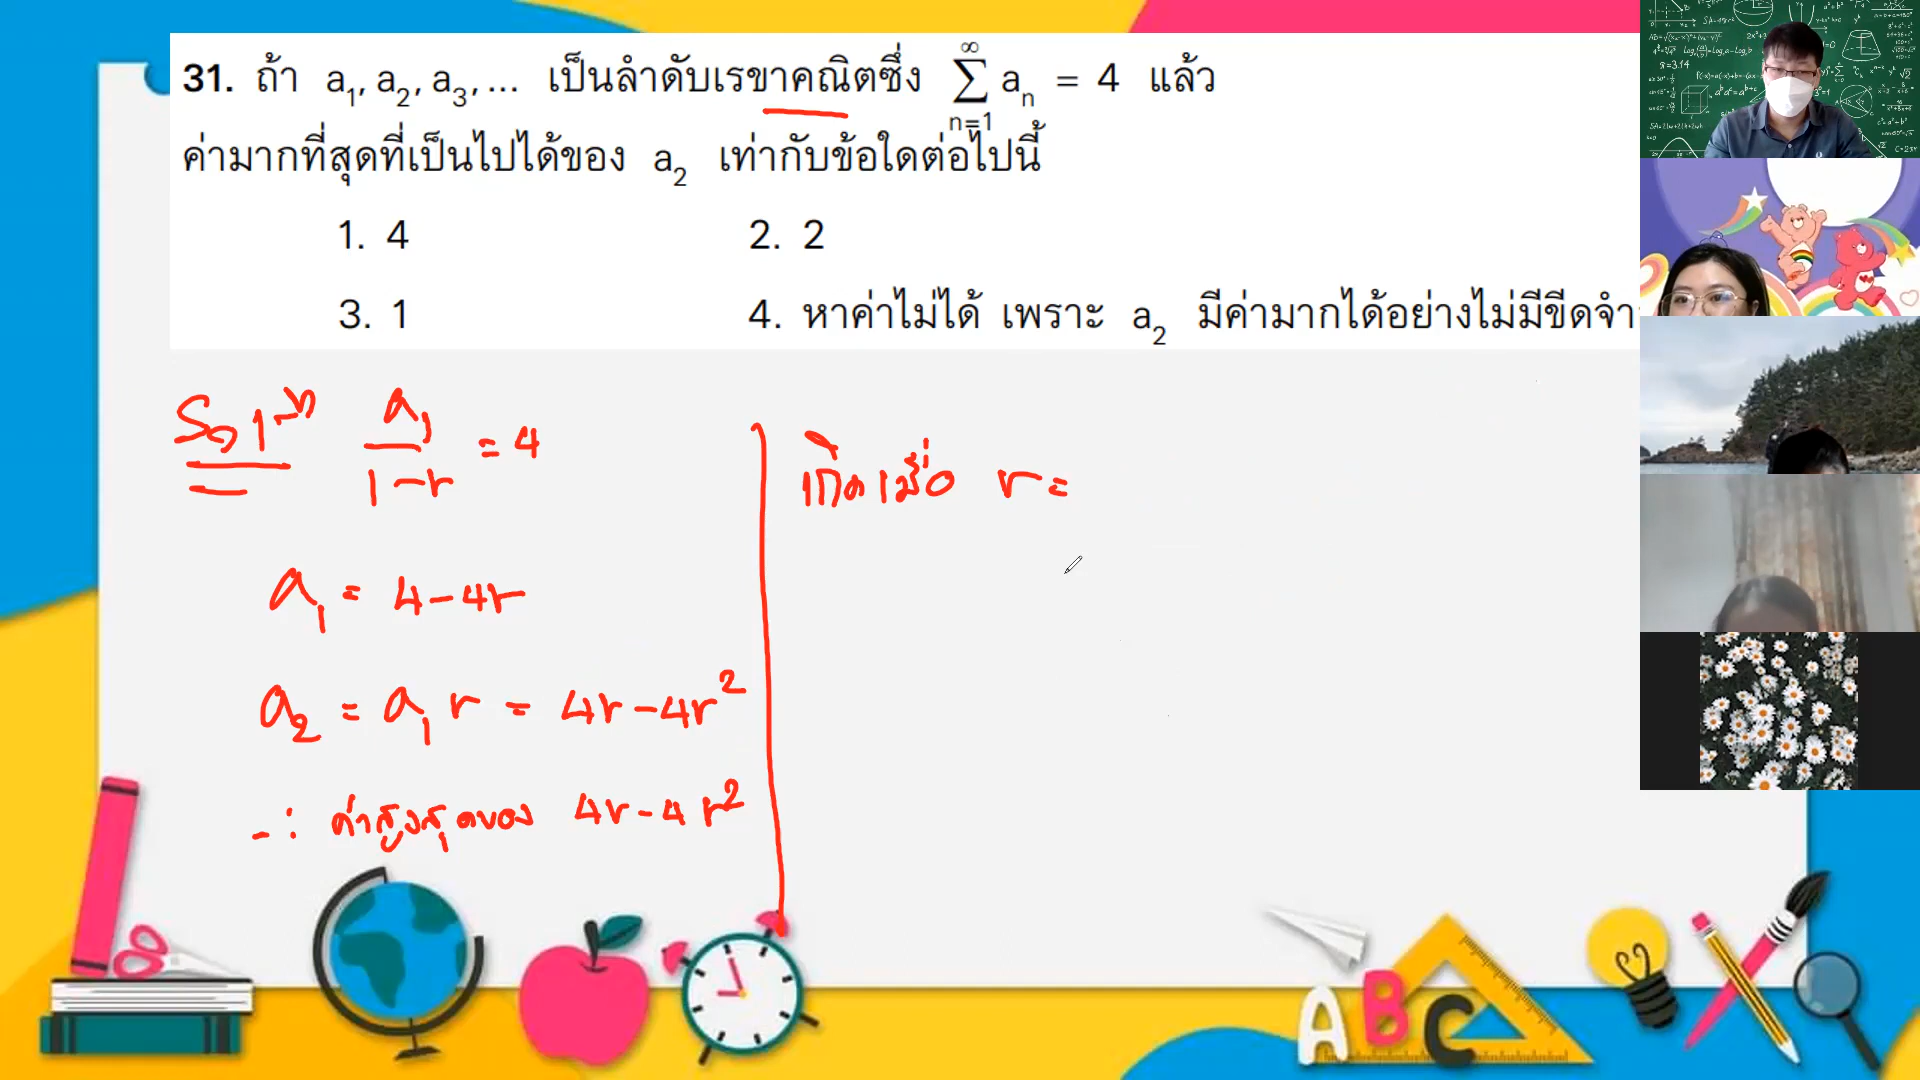 31. ถ้า a₁, a₂, a₃, ... เป็นลำดับเรขาคณิตซึ่ง ∑ₙ₌₁^∞ aₙ = 4 แล้ว
ค่ามากที่สุดที่เป็นไปได้ของ a₂ เท่ากับข้อใดต่อไปนี้
1. 4
2. 2
3. 1
4. หาค่าไม่ได้ เพราะ a₂ มีค่ามากได้อย่างไม่มีขีดจำ
a₁/(1-r) = 4
a₁ = 4-4r
a₂ = a₁r = 4r-4r²
∴ ค่าสูงสุดของ 4r-4r²
เกิดเมื่อ r=
ABC